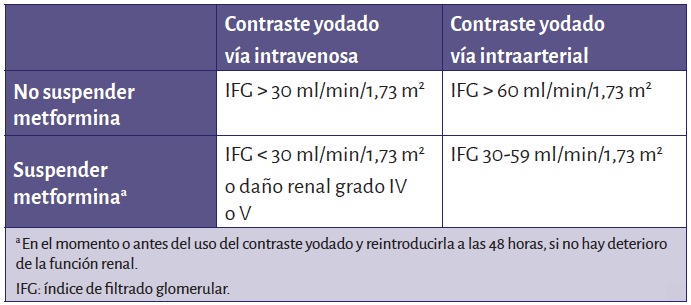 Contraste yodado
vía intravenosa
Contraste yodado
vía intraarterial
No suspender
metformina
IFG > 30 ml/min/1,73 m²
IFG > 60 ml/min/1,73 m²
Suspender
metforminaᵃ
IFG < 30 ml/min/1,73 m²
o daño renal grado IV
o V
IFG 30-59 ml/min/1,73 m²
ᵃ En el momento o antes del uso del contraste yodado y reintroducirla a las 48 horas, si no hay deterioro
de la función renal.
IFG: índice de filtrado glomerular.